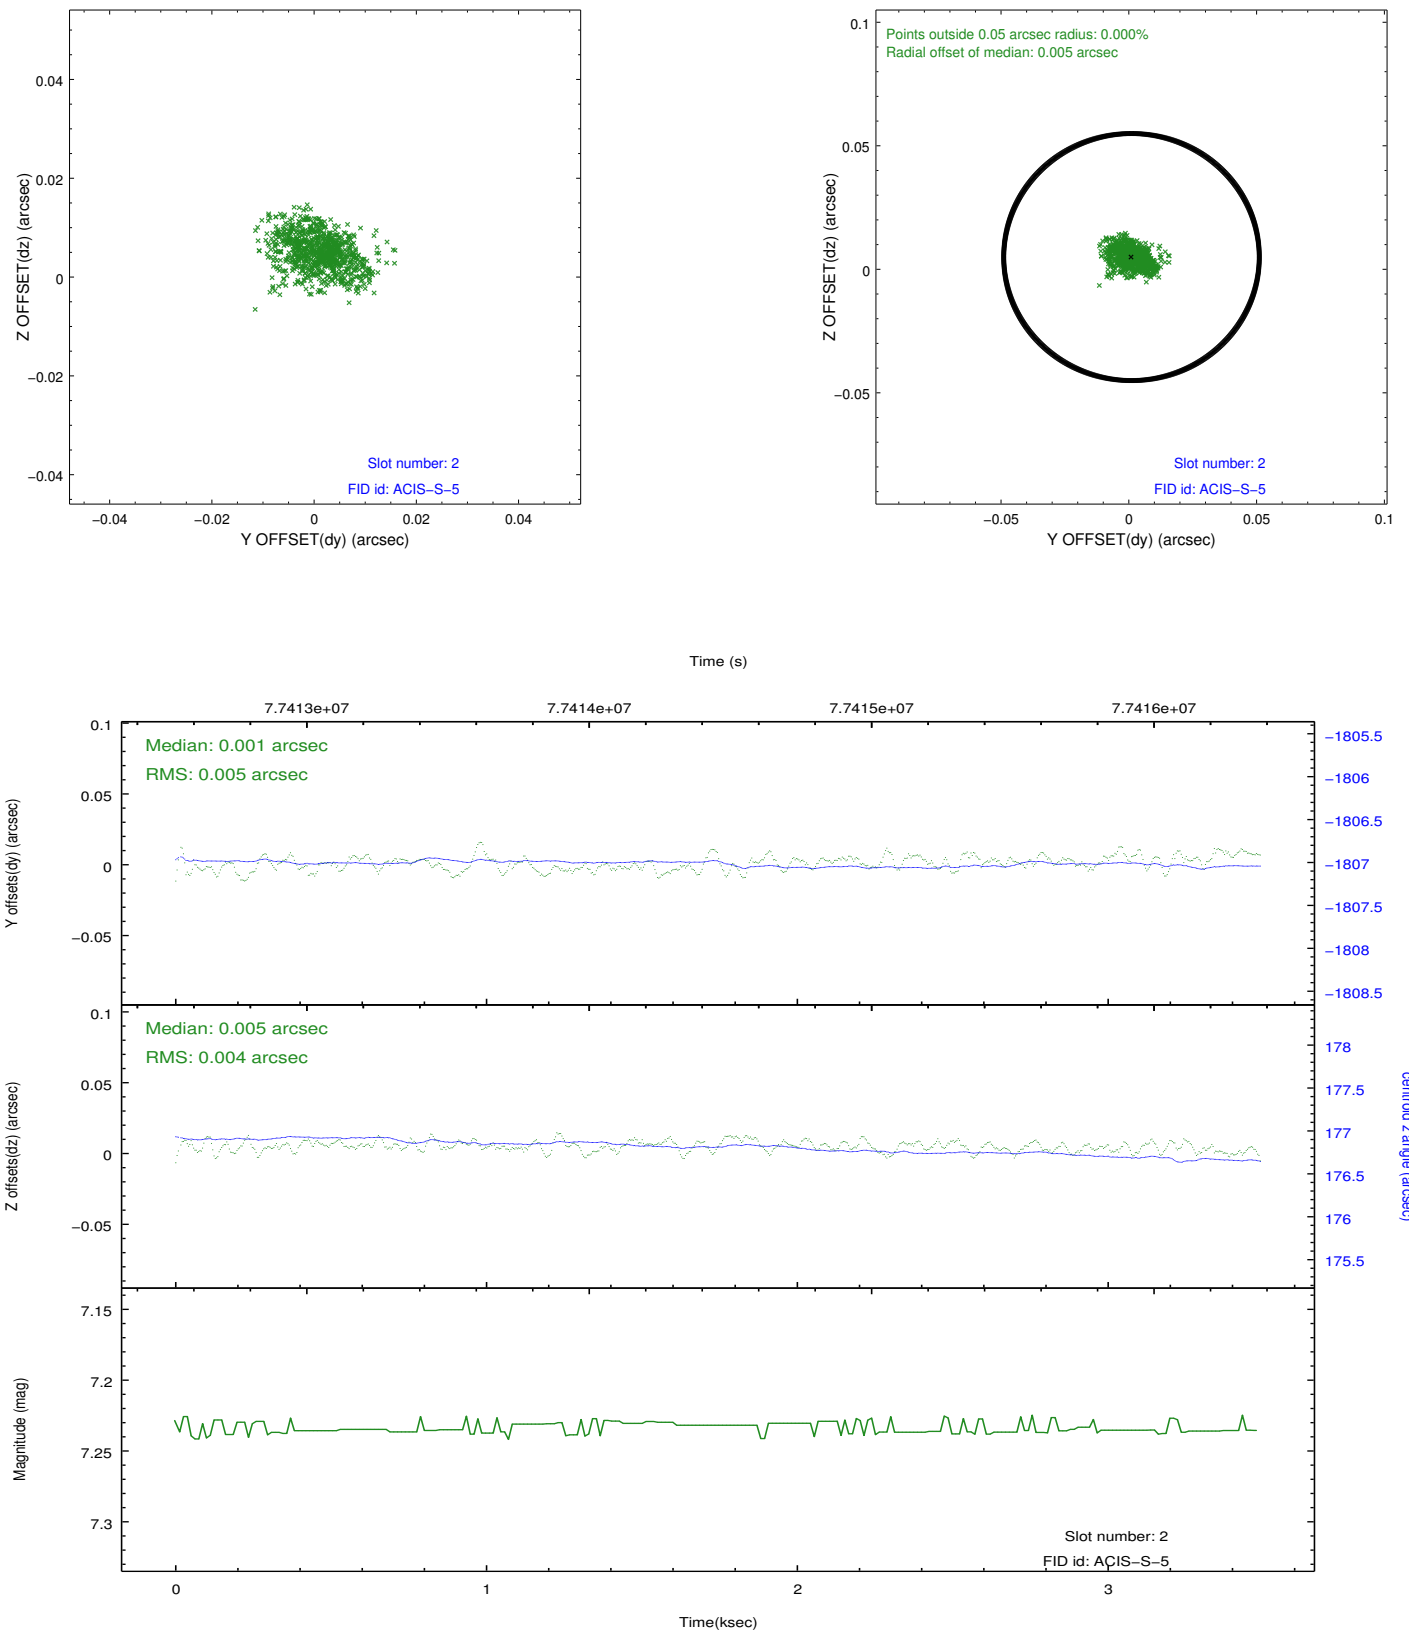 0.04
0.02
0
−0.02
−0.04
Z OFFSET(dz) (arcsec)
Slot number: 2
FID id: ACIS−S−5
−0.04
−0.02
0
0.02
0.04
Y OFFSET(dy) (arcsec)
0.1
0.05
0
−0.05
Z OFFSET(dz) (arcsec)
Points outside 0.05 arcsec radius: 0.000%
Radial offset of median: 0.005 arcsec
Slot number: 2
FID id: ACIS−S−5
−0.05
0
0.05
0.1
Y OFFSET(dy) (arcsec)
Time (s)
7.7413e+07
7.7414e+07
7.7415e+07
7.7416e+07
0.1
0.05
0
−0.05
Y offsets(dy) (arcsec)
Median: 0.001 arcsec
RMS: 0.005 arcsec
−1805.5
−1806
−1806.5
−1807
−1807.5
−1808
−1808.5
0.1
0.05
0
−0.05
Z offsets(dz) (arcsec)
Median: 0.005 arcsec
RMS: 0.004 arcsec
178
177.5
177
176.5
176
175.5
centroid z angle (arcsec)
7.15
7.2
7.25
7.3
Magnitude (mag)
Slot number: 2
FID id: ACIS−S−5
0
1
2
3
Time(ksec)